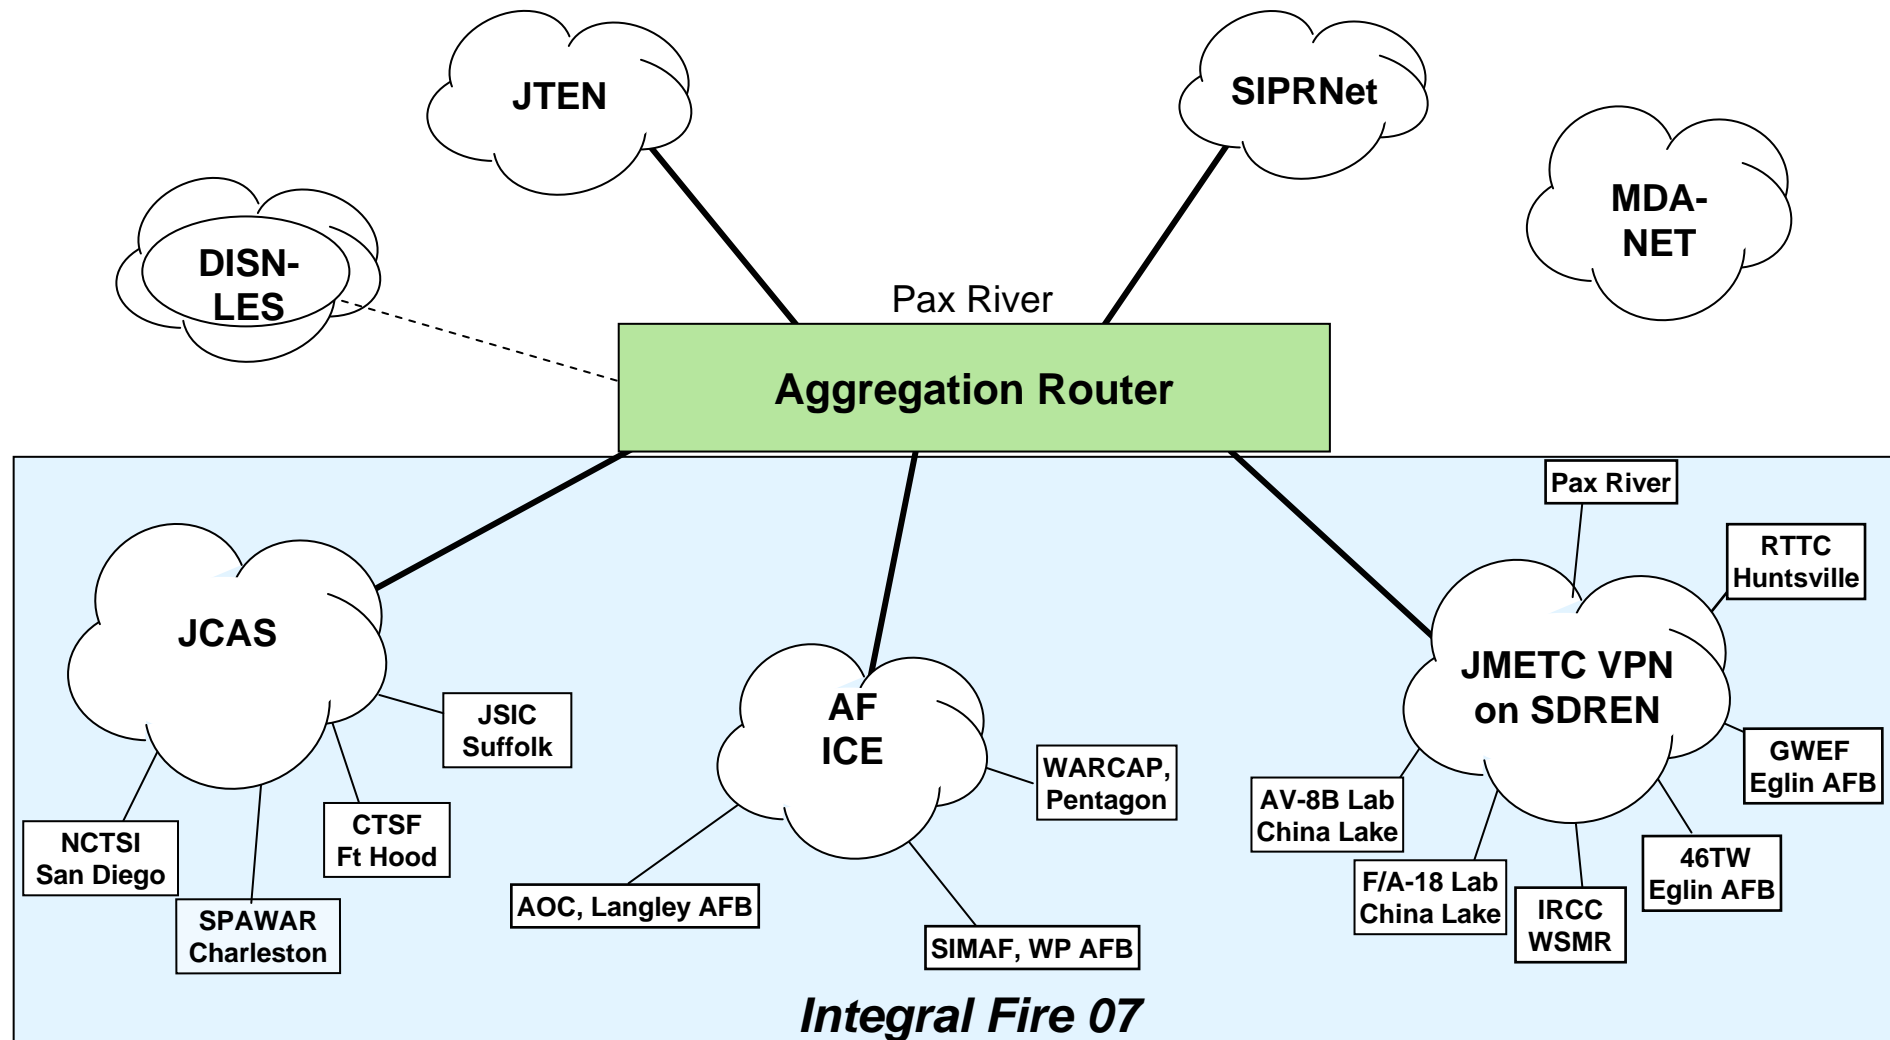 JTEN
SIPRNet
MDA-
NET
DISN-
LES
Pax River
Aggregation Router
Pax River
RTTC
Huntsville
JCAS
JMETC VPN
on SDREN
AF
ICE
JSIC
Suffolk
WARCAP,
Pentagon
GWEF
Eglin AFB
AV-8B Lab
China Lake
NCTSI
San Diego
CTSF
Ft Hood
46TW
Eglin AFB
F/A-18 Lab
China Lake
AOC, Langley AFB
IRCC
WSMR
SPAWAR
Charleston
SIMAF, WP AFB
Integral Fire 07